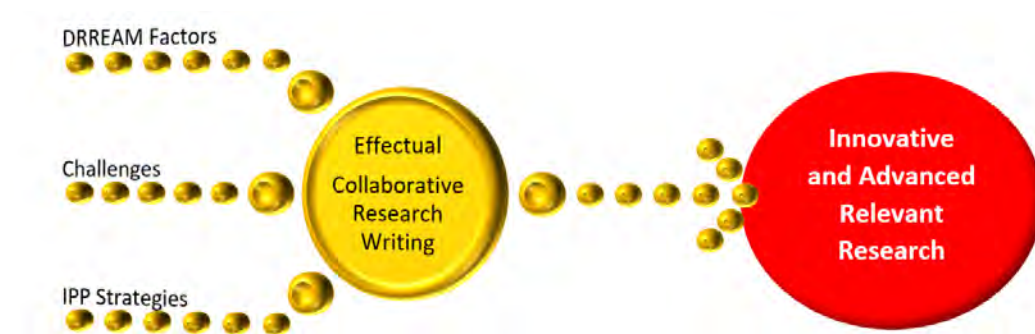 DRREAM Factors
Challenges
IPP Strategies
Effectual
Collaborative
Research
Writing
Innovative
and Advanced
Relevant
Research